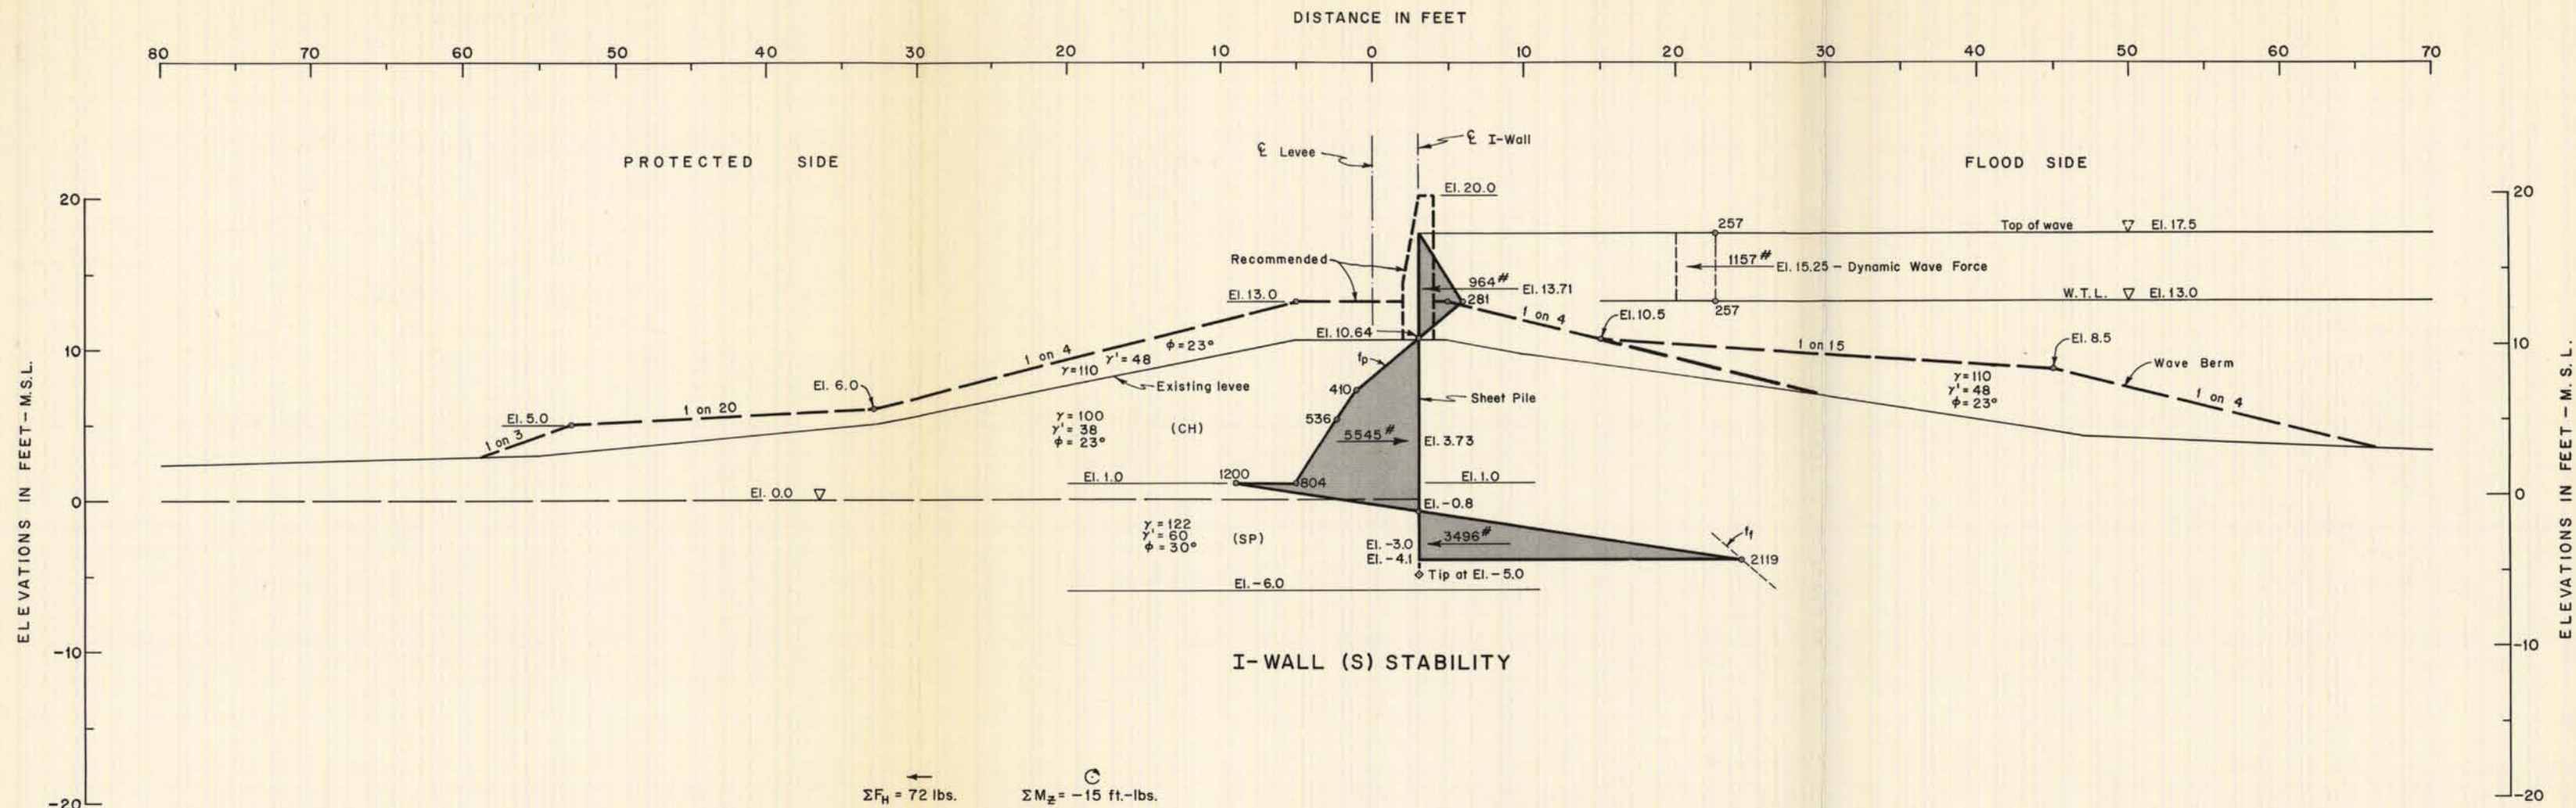 DISTANCE IN FEET
80 70 60 50 40 30 20 10 0 10 20 30 40 50 60 70
PROTECTED SIDE
℄ Levee
℄ I-Wall
FLOOD SIDE
20
El. 20.0
20
257
Top of wave ▽ El. 17.5
Recommended
1157# El. 15.25 - Dynamic Wave Force
964# El. 13.71
El. 13.0
281
W.T.L. ▽ El. 13.0
257
1 on 4
El. 10.5
El. 10.64
10
1 on 4
γ' = 48
φ = 23°
γ = 110
fp
1 on 15
El. 8.5
10
Wave Berm
Existing levee
El. 6.0
410
Sheet Pile
γ = 110
γ' = 48
φ = 23°
1 on 4
El. 5.0
1 on 20
1 on 3
γ = 100
γ' = 38
φ = 23°
(CH)
536
5545#
El. 3.73
El. 1.0
1200
804
El. 1.0
0
El. 0.0 ▽
El. -0.8
0
γ = 122
γ' = 60
φ = 30°
(SP)
El. -3.0
3496#
ff
El. -4.1
2119
Tip at El. -5.0
El. -6.0
-10
I-WALL (S) STABILITY
-10
ΣFH = 72 lbs.
ΣMz = -15 ft.-lbs.
-20
-20
ELEVATIONS IN FEET - M.S.L.
ELEVATIONS IN FEET - M.S.L.